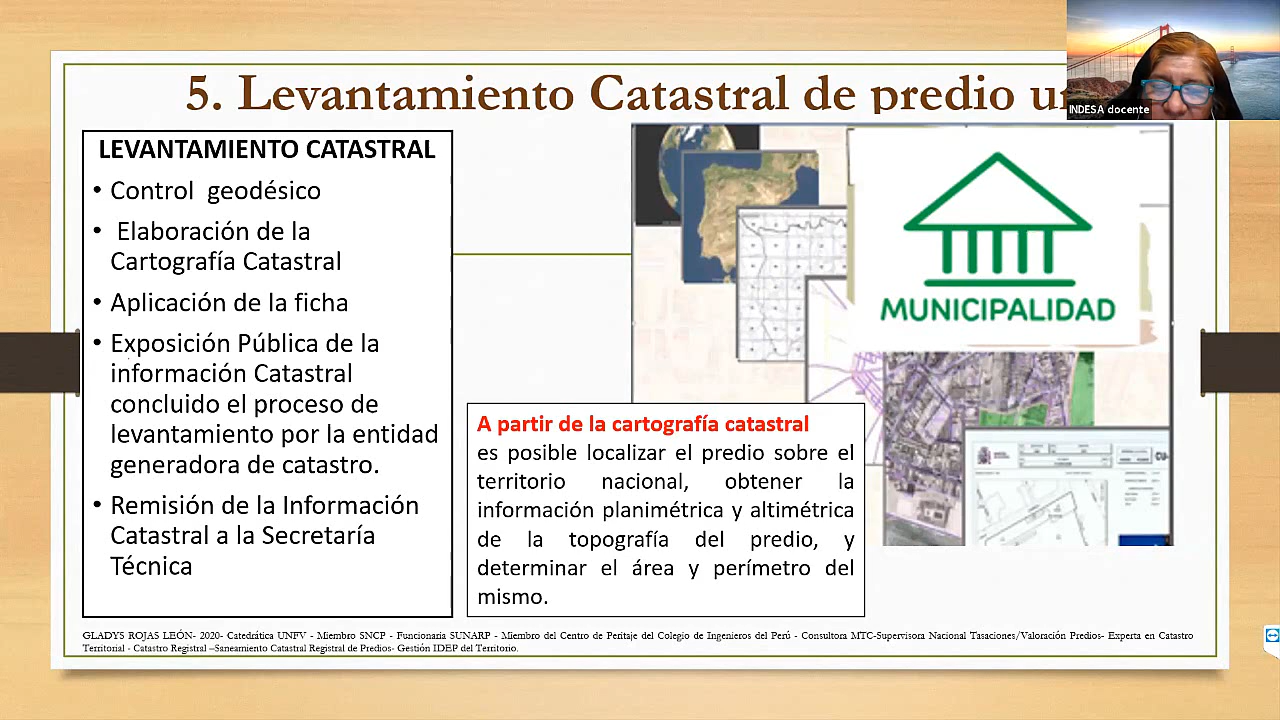 5. Levantamiento Catastral de predio u
INDESA docente
LEVANTAMIENTO CATASTRAL
• Control geodésico
• Elaboración de la
Cartografía Catastral
• Aplicación de la ficha
• Exposición Pública de la
información Catastral
concluido el proceso de
levantamiento por la entidad
generadora de catastro.
• Remisión de la Información
Catastral a la Secretaría
Técnica
MUNICIPALIDAD
A partir de la cartografía catastral
es posible localizar el predio sobre el
territorio nacional, obtener la
información planimétrica y altimétrica
de la topografía del predio, y
determinar el área y perímetro del
mismo.
GLADYS ROJAS LEÓN- 2020- Catedrática UNFV - Miembro SNCP - Funcionaria SUNARP - Miembro del Centro de Peritaje del Colegio de Ingenieros del Perú - Consultora MTC-Supervisora Nacional Tasaciones/Valoración Predios- Experta en Catastro
Territorial - Catastro Registral –Saneamiento Catastral Registral de Predios- Gestión IDEP del Territorio.